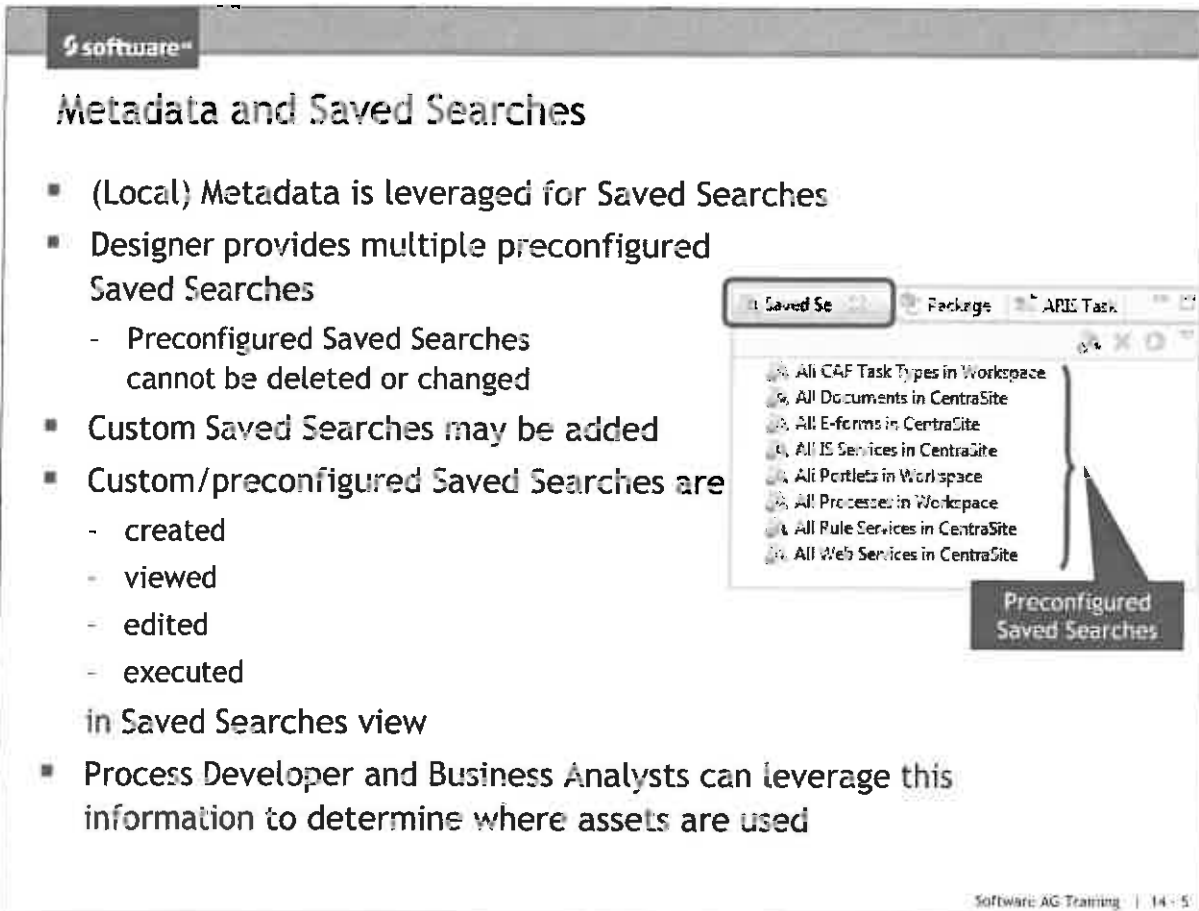 software AG
Metadata and Saved Searches
▪ (Local) Metadata is leveraged for Saved Searches
▪ Designer provides multiple preconfigured
Saved Searches
- Preconfigured Saved Searches
cannot be deleted or changed
▪ Custom Saved Searches may be added
▪ Custom/preconfigured Saved Searches are
- created
- viewed
- edited
- executed
in Saved Searches view
▪ Process Developer and Business Analysts can leverage this
information to determine where assets are used
Saved Se
Package
ARIS Task
All CAF Task Types in Workspace
All Documents in CentraSite
All E-forms in CentraSite
All IS Services in CentraSite
All Portlets in Workspace
All Processes in Workspace
All Rule Services in CentraSite
All Web Services in CentraSite
Preconfigured
Saved Searches
Software AG Training | 14 - 5